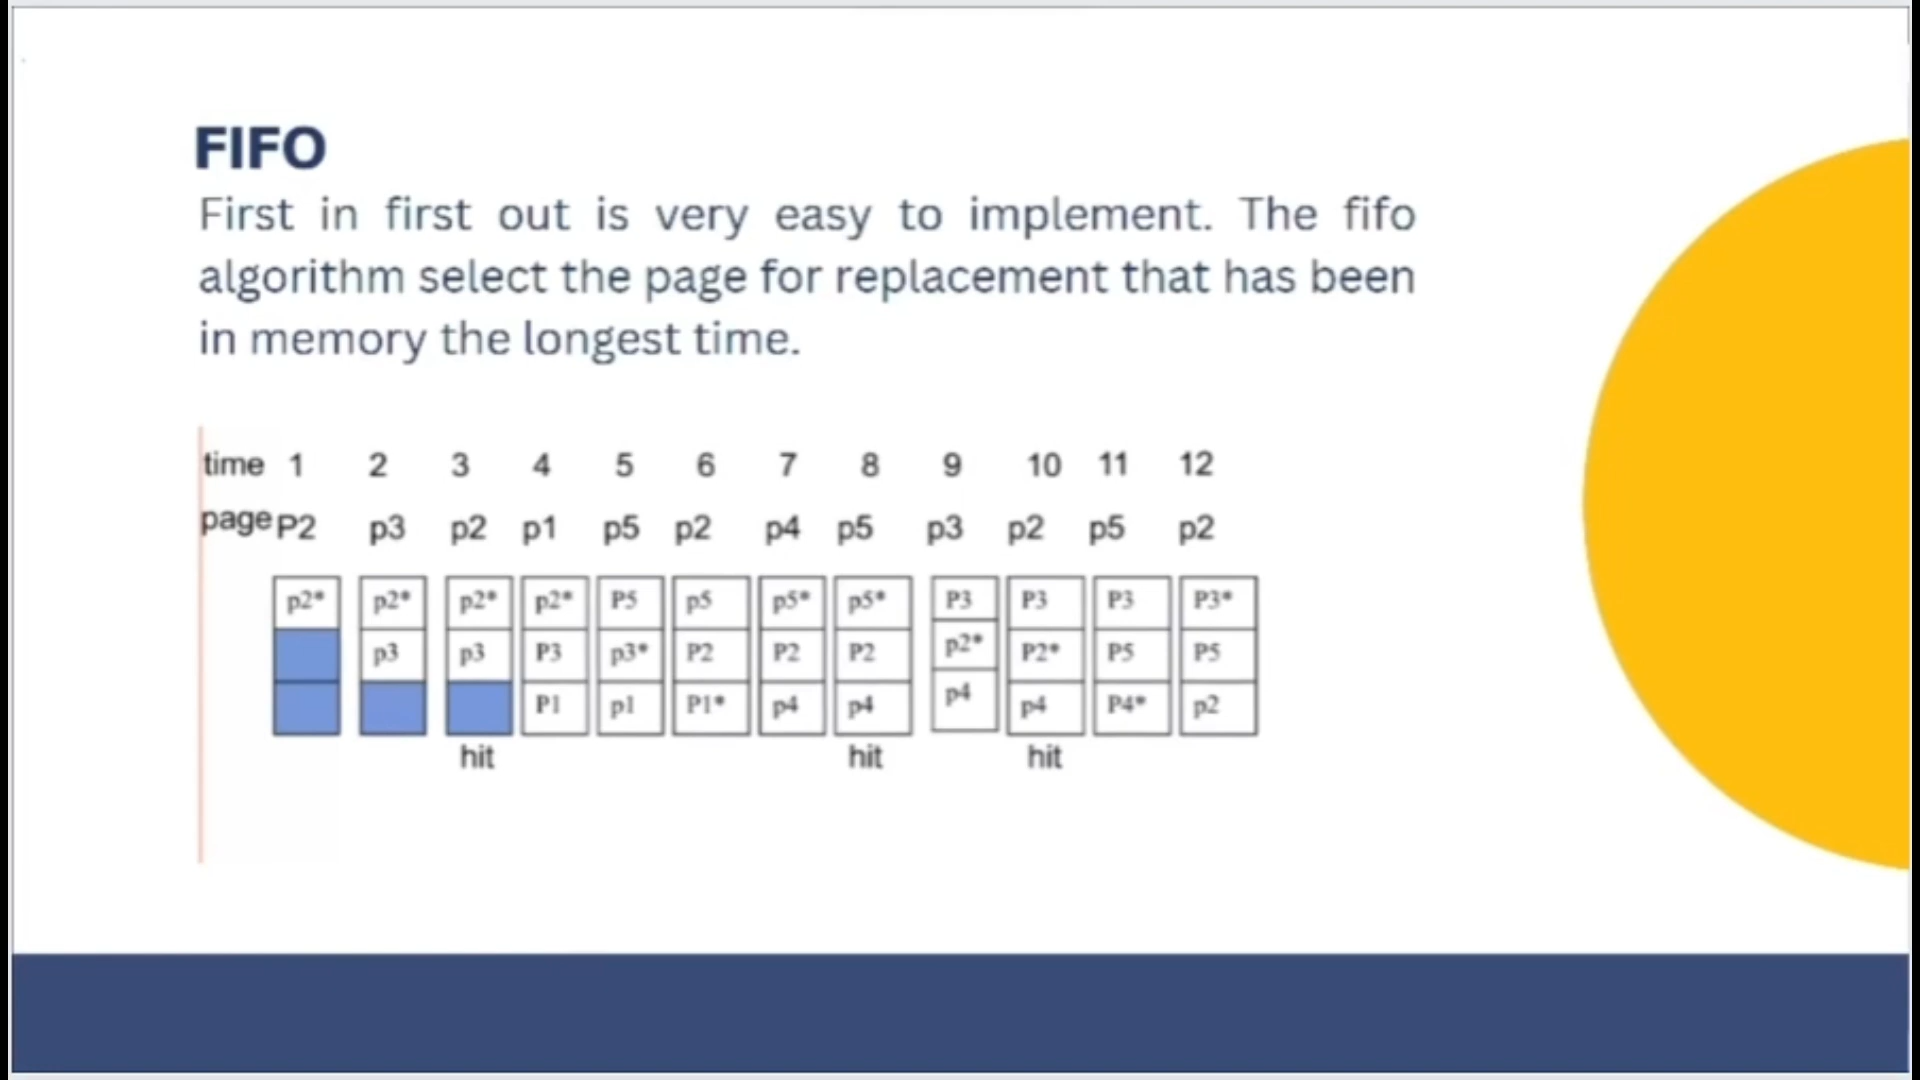 FIFO
First in first out is very easy to implement. The fifo
algorithm select the page for replacement that has been
in memory the longest time.
time 1 2 3 4 5 6 7 8 9 10 11 12
page P2 p3 p2 p1 p5 p2 p4 p5 p3 p2 p5 p2
p2* p2* p2* p2* P5 p5 p5* p5* P3 P3 P3 P3*
p3 p3 P3 p3* P2 P2 P2 p2* P2* P5 P5
P1 p1 P1* p4 p4 p4 p4 P4* p2
hit hit hit